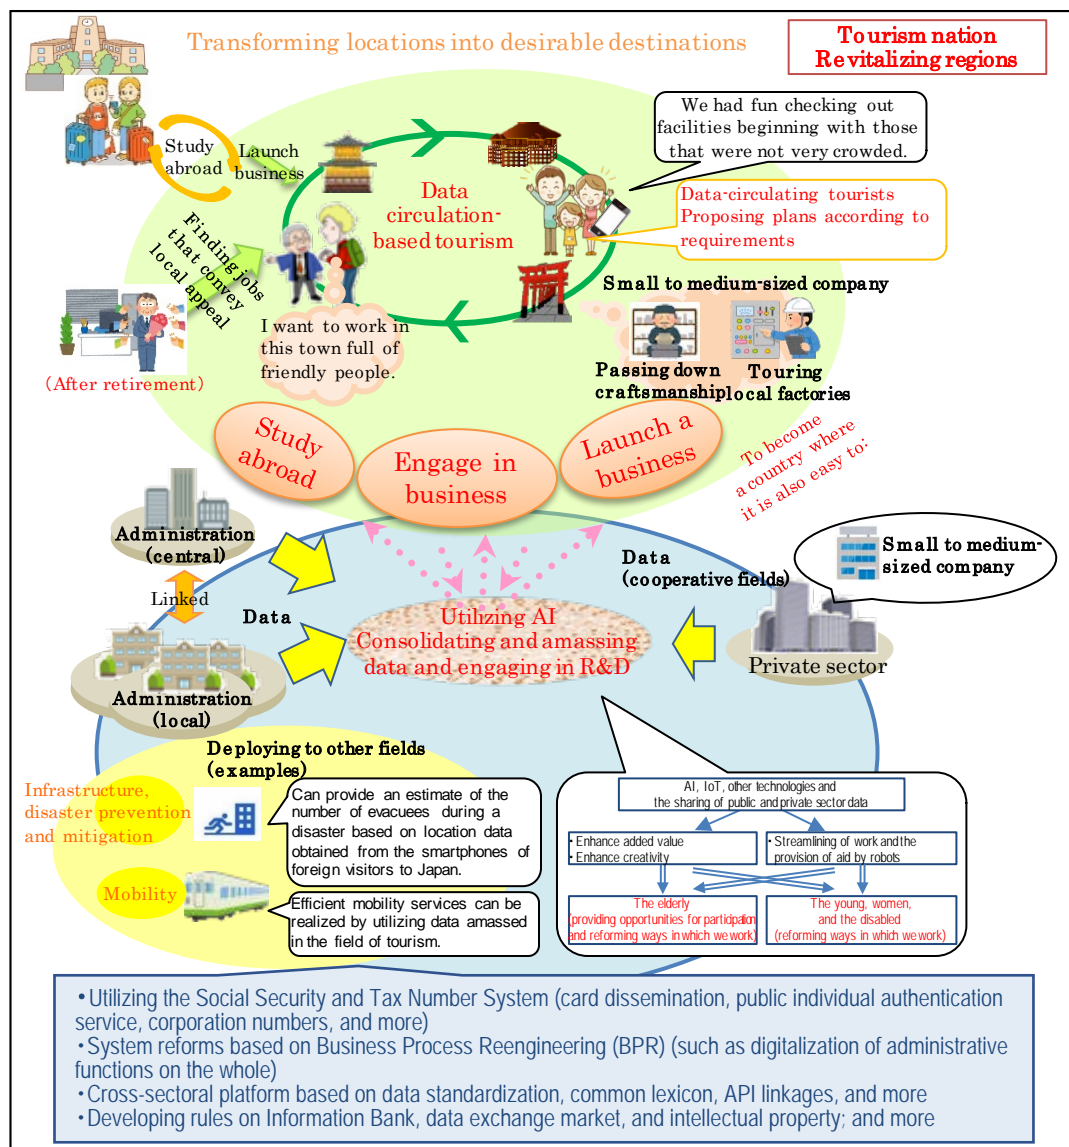 Transforming locations into desirable destinations
Tourism nation
Revitalizing regions
Study
abroad
Launch
business
We had fun checking out
facilities beginning with those
that were not very crowded.
Data
circulation-
based tourism
Data-circulating tourists
Proposing plans according to
requirements
Finding jobs
that convey
local appeal
(After retirement)
I want to work in
this town full of
friendly people.
Small to medium-sized company
Passing down
craftsmanship
Touring
local factories
Study
abroad
Engage in
business
Launch a
business
To become
a country where
it is also easy to:
Administration
(central)
Linked
Data
Administration
(local)
Data
(cooperative fields)
Small to medium-
sized company
Private sector
Utilizing AI
Consolidating and amassing
data and engaging in R&D
Deploying to other fields
(examples)
Infrastructure,
disaster prevention
and mitigation
Can provide an estimate of the
number of evacuees during a
disaster based on location data
obtained from the smartphones of
foreign visitors to Japan.
Mobility
Efficient mobility services can be
realized by utilizing data amassed
in the field of tourism.
AI, IoT, other technologies and
the sharing of public and private sector data
• Enhance added value
• Enhance creativity
• Streamlining of work and the
provision of aid by robots
The elderly
(providing opportunities for participation
and reforming ways in which we work)
The young, women,
and the disabled
(reforming ways in which we work)
・Utilizing the Social Security and Tax Number System (card dissemination, public individual authentication
service, corporation numbers, and more)
・System reforms based on Business Process Reengineering (BPR) (such as digitalization of administrative
functions on the whole)
・Cross-sectoral platform based on data standardization, common lexicon, API linkages, and more
・Developing rules on Information Bank, data exchange market, and intellectual property; and more